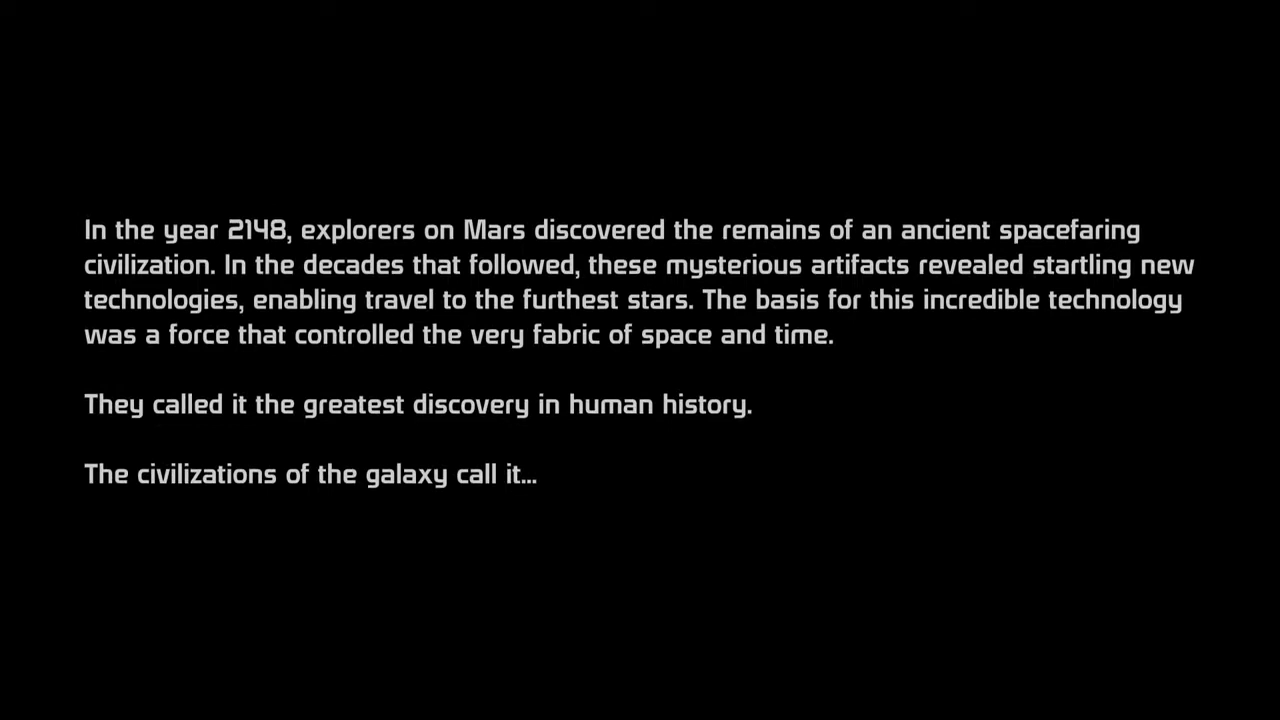 In the year 2148, explorers on Mars discovered the remains of an ancient spacefaring
civilization. In the decades that followed, these mysterious artifacts revealed startling new
technologies, enabling travel to the furthest stars. The basis for this incredible technology
was a force that controlled the very fabric of space and time.
They called it the greatest discovery in human history.
The civilizations of the galaxy call it...